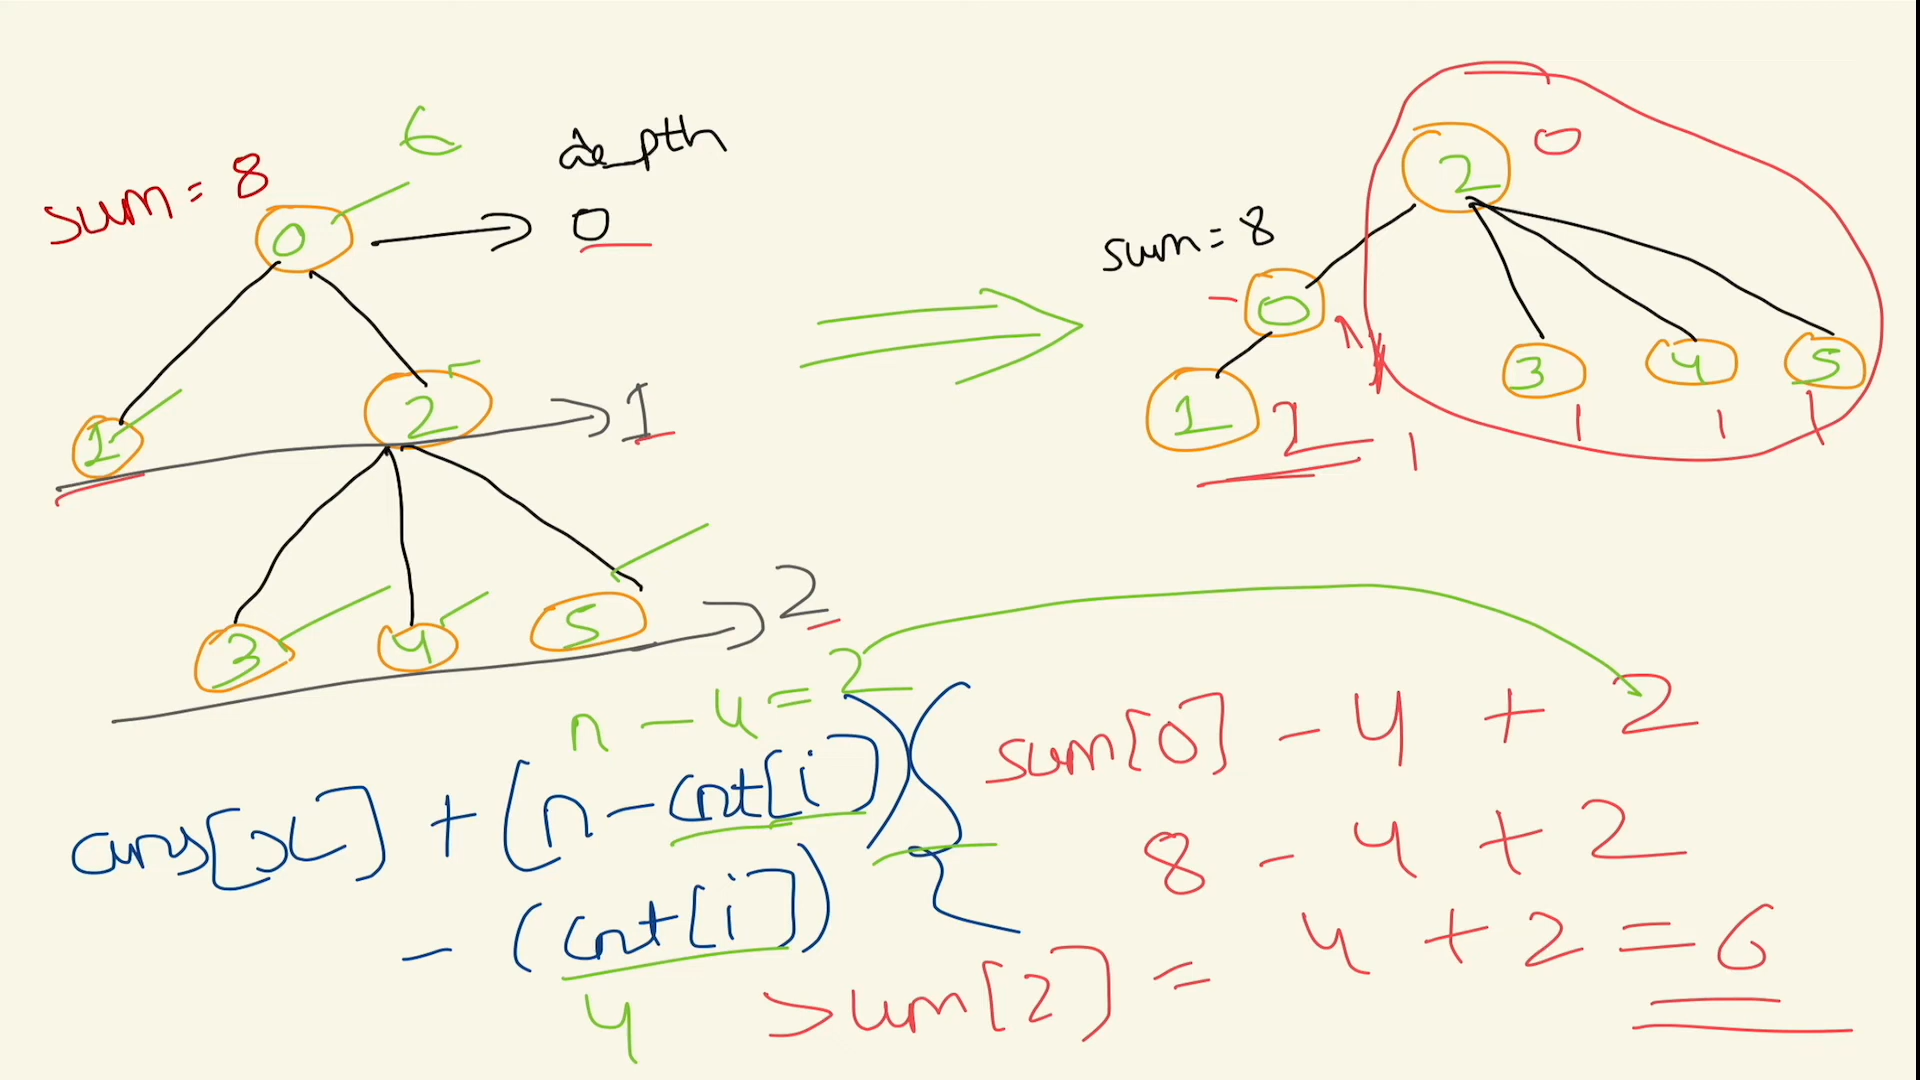 6
depth
sum = 8
0
0
1
2
1
3
4
5
2
2
0
sum = 8
0
1
2
1
3
4
5
1
1
1
n - 4 = 2
ans[x] + (n - cnt[i])
- (cnt[i])
4
sum[0] - 4 + 2
8 - 4 + 2
sum[2] = 4 + 2 = 6